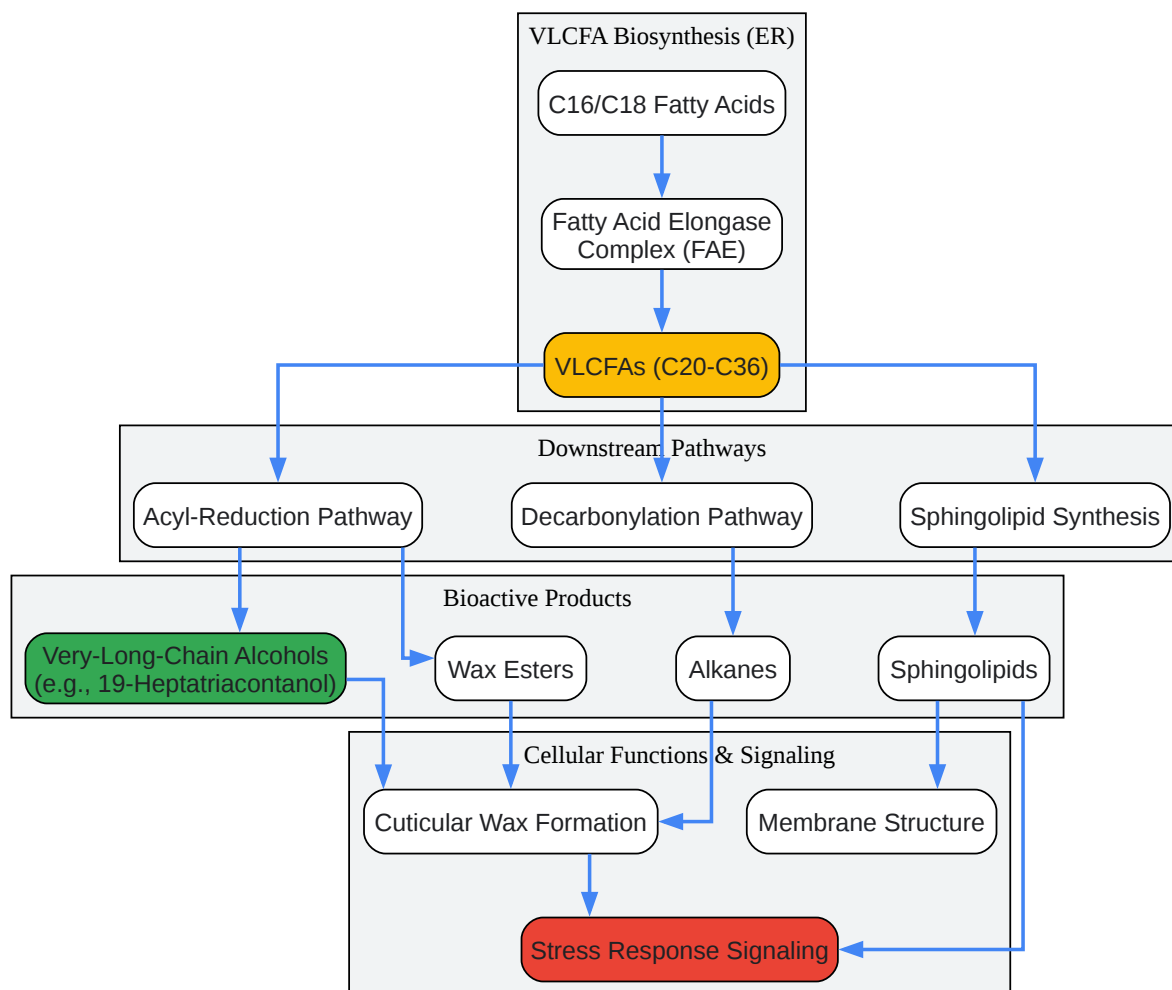 VLCFA Biosynthesis (ER)
C16/C18 Fatty Acids
Fatty Acid Elongase
Complex (FAE)
VLCFAs (C20-C36)
Downstream Pathways
Acyl-Reduction Pathway
Decarbonylation Pathway
Sphingolipid Synthesis
Bioactive Products
Very-Long-Chain Alcohols
(e.g., 19-Heptatriacontanol)
Wax Esters
Alkanes
Sphingolipids
Cellular Functions & Signaling
Cuticular Wax Formation
Membrane Structure
Stress Response Signaling